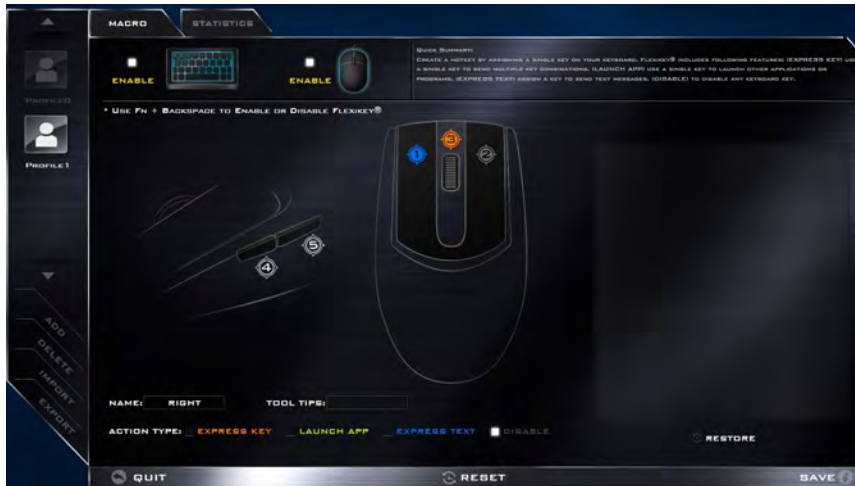 MACRO
STATISTICS
ENABLE
ENABLE
QUICK SUMMARY:
CREATE A HOTKEY BY ASSIGNING A SINGLE KEY ON YOUR KEYBOARD. FLEXIKEY® INCLUDES FOLLOWING FEATURES: (EXPRESS KEY) USE
A SINGLE KEY TO SEND MULTIPLE KEY COMBINATIONS. (LAUNCH APP) USE A SINGLE KEY TO LAUNCH OTHER APPLICATIONS OR
PROGRAMS. (EXPRESS TEXT) ASSIGN A KEY TO SEND TEXT MESSAGES. (DISABLE) TO DISABLE ANY KEYBOARD KEY.
PROFILE0
PROFILE1
* USE FN + BACKSPACE TO ENABLE OR DISABLE FLEXIKEY®
1
3
2
4
5
ADD
DELETE
IMPORT
EXPORT
NAME: RIGHT TOOL TIPS:
ACTION TYPE: EXPRESS KEY LAUNCH APP EXPRESS TEXT DISABLE
RESTORE
QUIT RESET SAVE